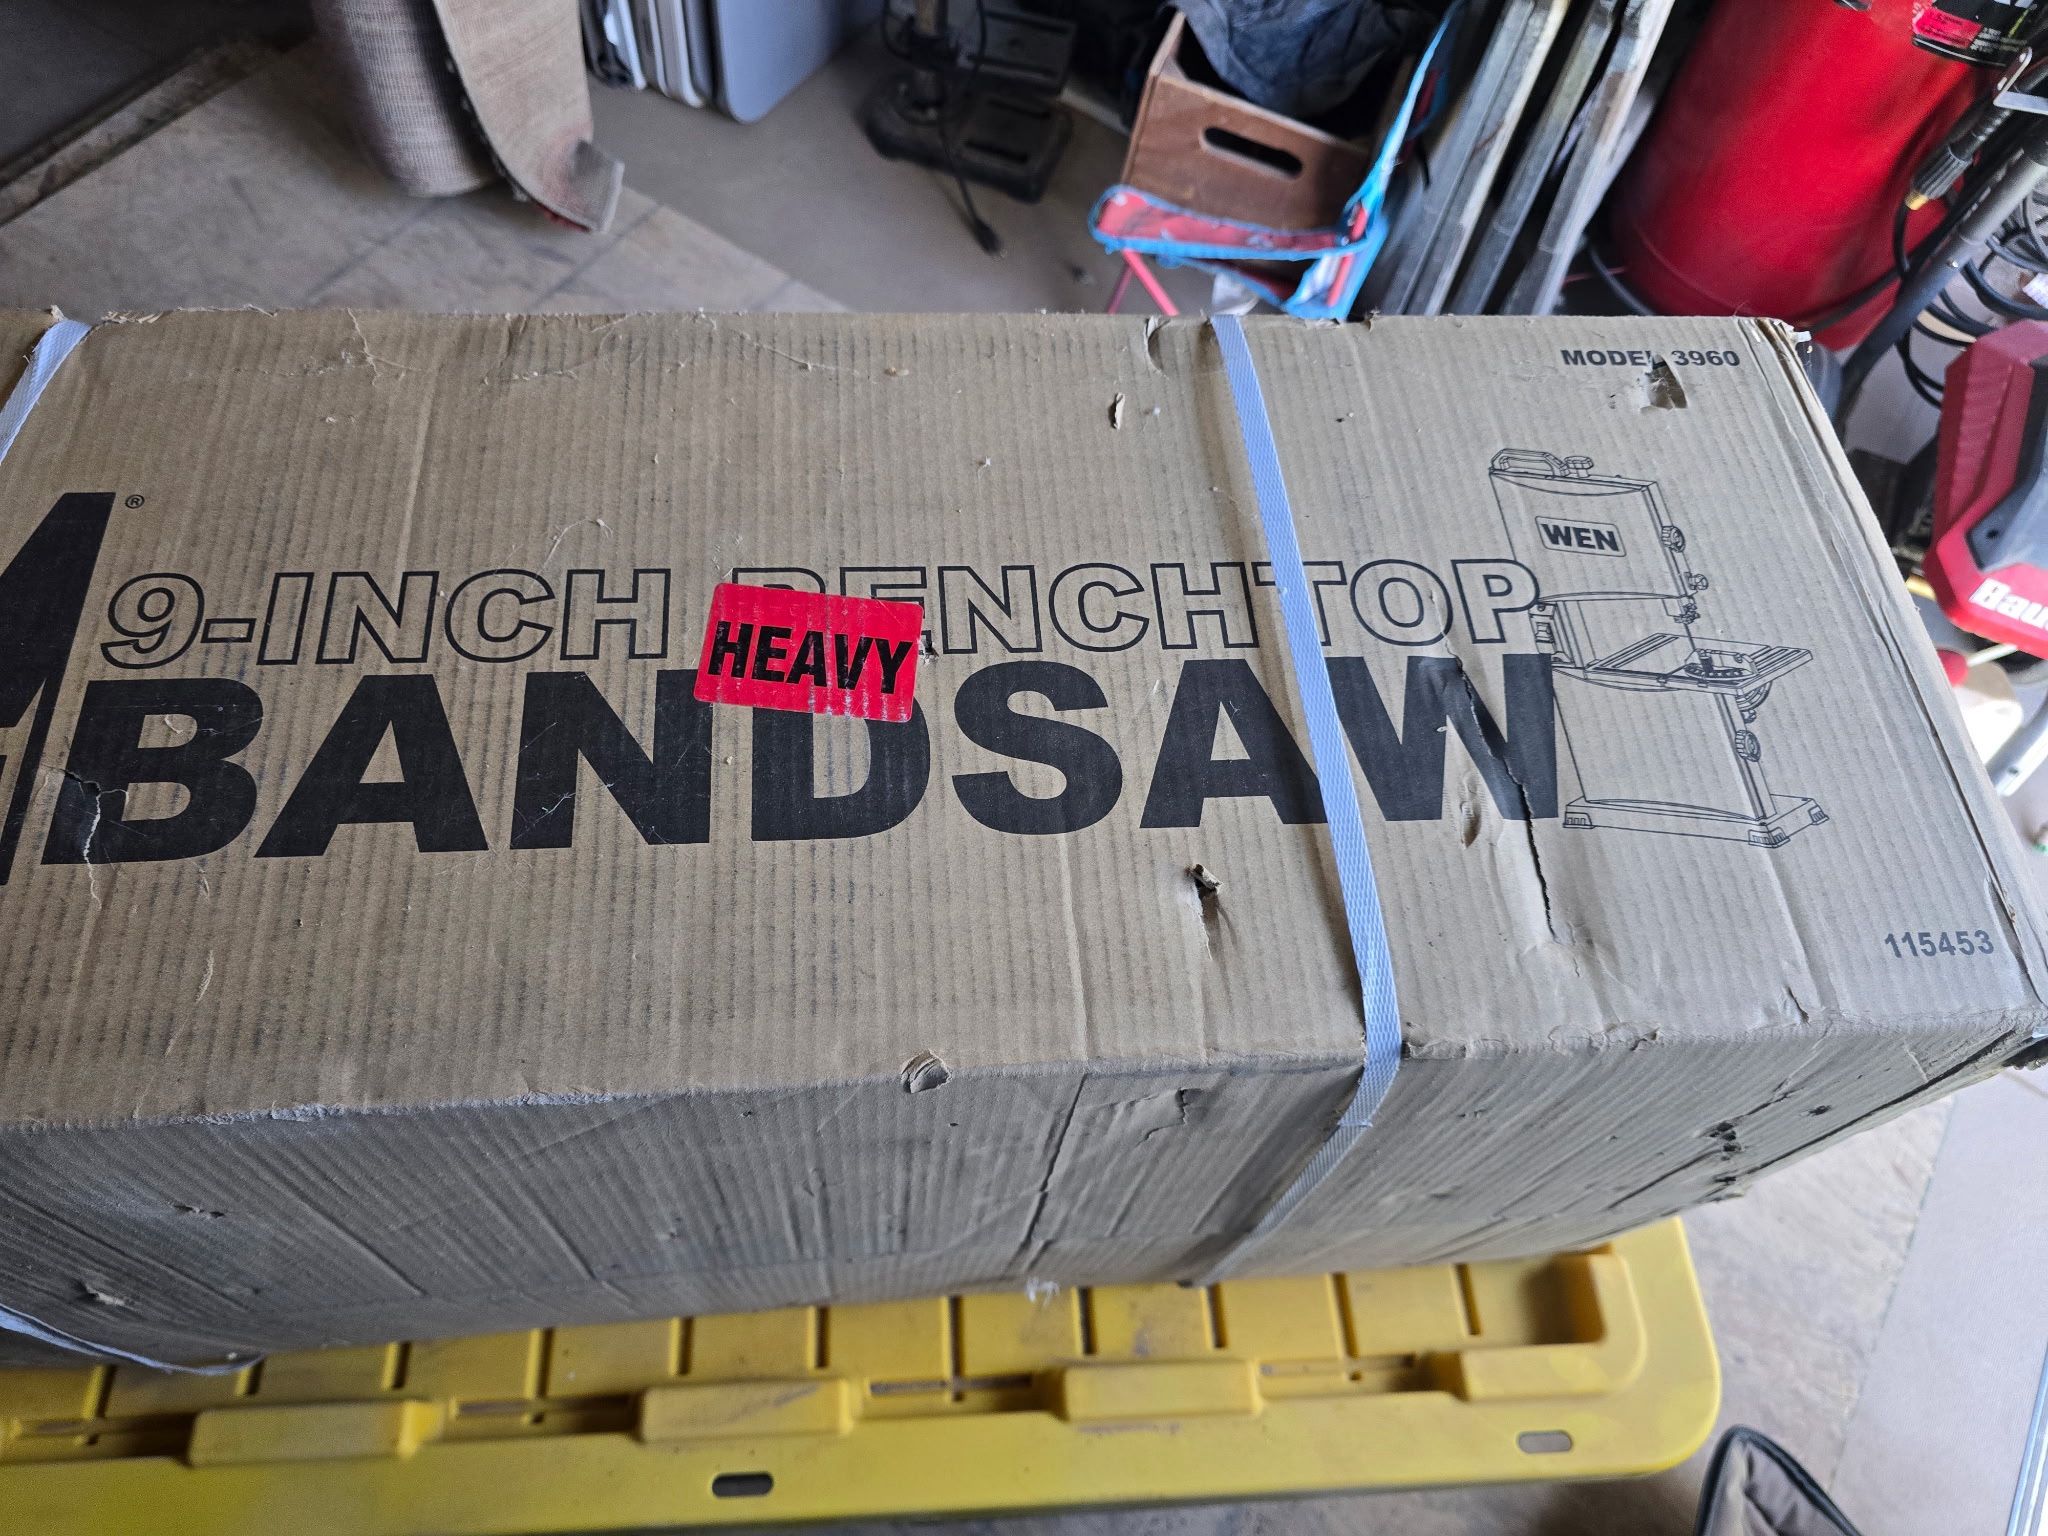 MODEL 3960
®
9-INCH BENCHTOP
HEAVY
BANDSAW
WEN
115453